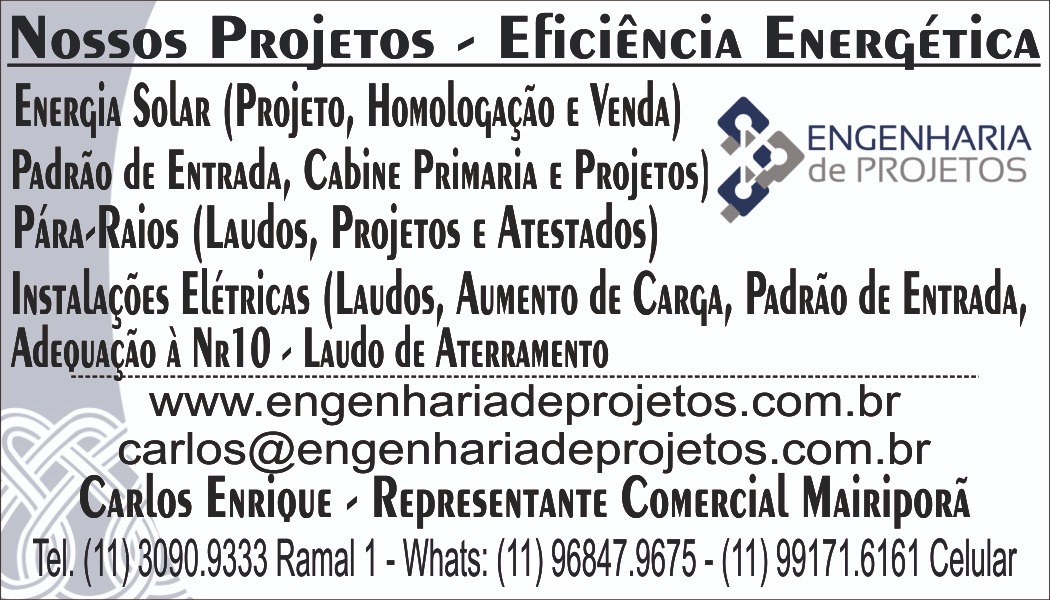 Nossos Projetos - Eficiência Energética
Energia Solar (Projeto, Homologação e Venda)
ENGENHARIA
de PROJETOS
Padrão de Entrada, Cabine Primaria e Projetos)
Pára-Raios (Laudos, Projetos e Atestados)
Instalações Elétricas (Laudos, Aumento de Carga, Padrão de Entrada,
Adequação à Nr10 - Laudo de Aterramento
www.engenhariadeprojetos.com.br
carlos@engenhariadeprojetos.com.br
Carlos Enrique - Representante Comercial Mairiporã
Tel. (11) 3090.9333 Ramal 1 - Whats: (11) 96847.9675 - (11) 99171.6161 Celular